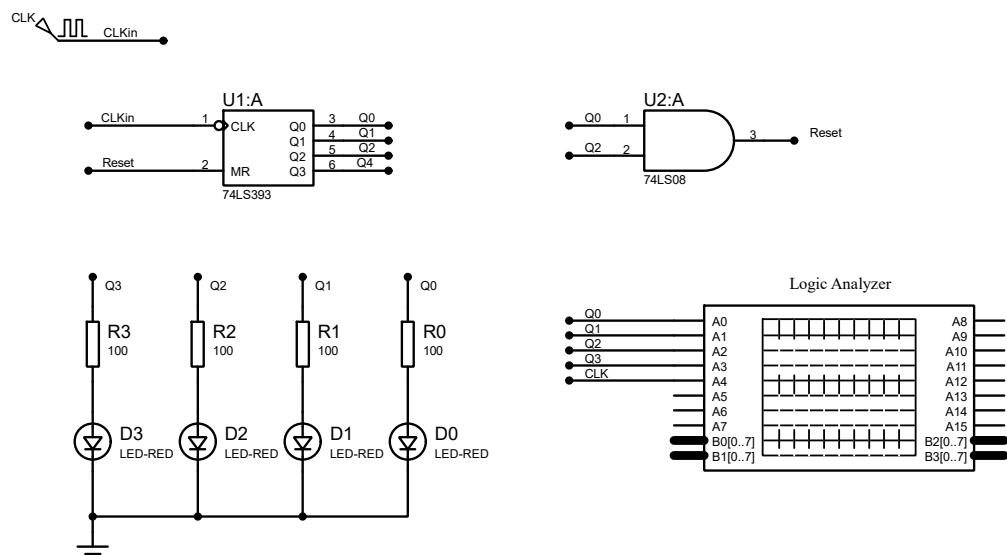 CLK
CLKin
U1:A
CLKin 1 CLK Q0 3 Q0
Q1 4 Q1
Q2 5 Q2
Reset 2 MR Q3 6 Q4
74LS393
U2:A
Q0 1
3 Reset
Q2 2
74LS08
Q3 Q2 Q1 Q0
R3 R2 R1 R0
100 100 100 100
D3 D2 D1 D0
LED-RED LED-RED LED-RED LED-RED
Logic Analyzer
Q0 A0 A8
Q1 A1 A9
Q2 A2 A10
Q3 A3 A11
CLK A4 A12
A5 A13
A6 A14
A7 A15
B0[0..7] B2[0..7]
B1[0..7] B3[0..7]